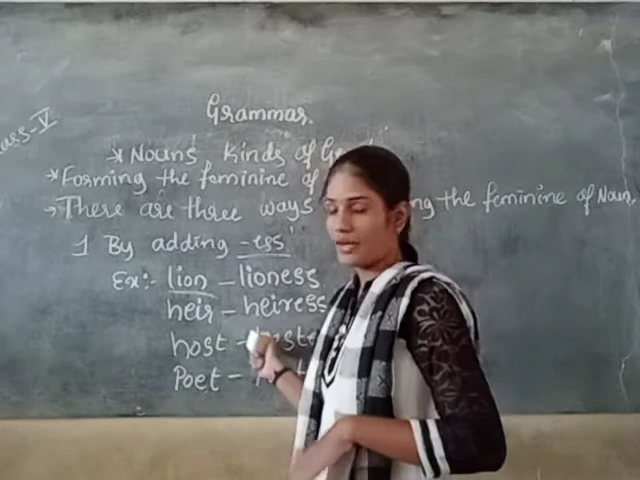 Class-V
Grammar.
* Nouns, Kinds of
* Forming the feminine of
→ There are three ways the feminine of Noun,
1 By adding -ess
Ex:- lion - lioness
heir - heiress
host -
Poet -